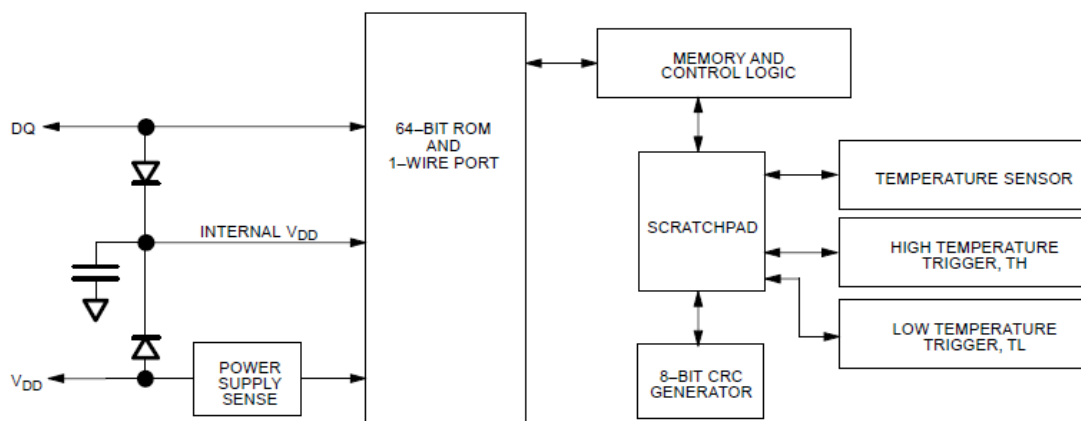 DQ
INTERNAL VDD
VDD
POWER
SUPPLY
SENSE
64–BIT ROM
AND
1–WIRE PORT
MEMORY AND
CONTROL LOGIC
SCRATCHPAD
8–BIT CRC
GENERATOR
TEMPERATURE SENSOR
HIGH TEMPERATURE
TRIGGER, TH
LOW TEMPERATURE
TRIGGER, TL